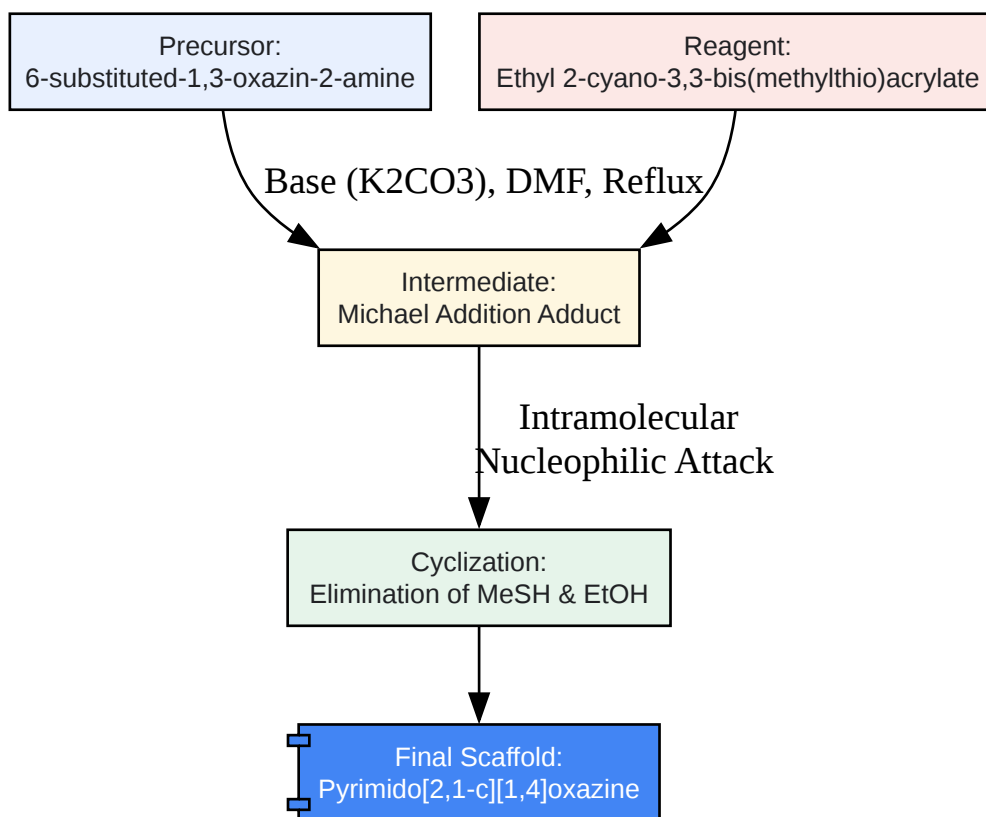 Precursor:
6-substituted-1,3-oxazin-2-amine
Reagent:
Ethyl 2-cyano-3,3-bis(methylthio)acrylate
Base (K2CO3), DMF, Reflux
Intermediate:
Michael Addition Adduct
Intramolecular
Nucleophilic Attack
Cyclization:
Elimination of MeSH & EtOH
Final Scaffold:
Pyrimido[2,1-c][1,4]oxazine